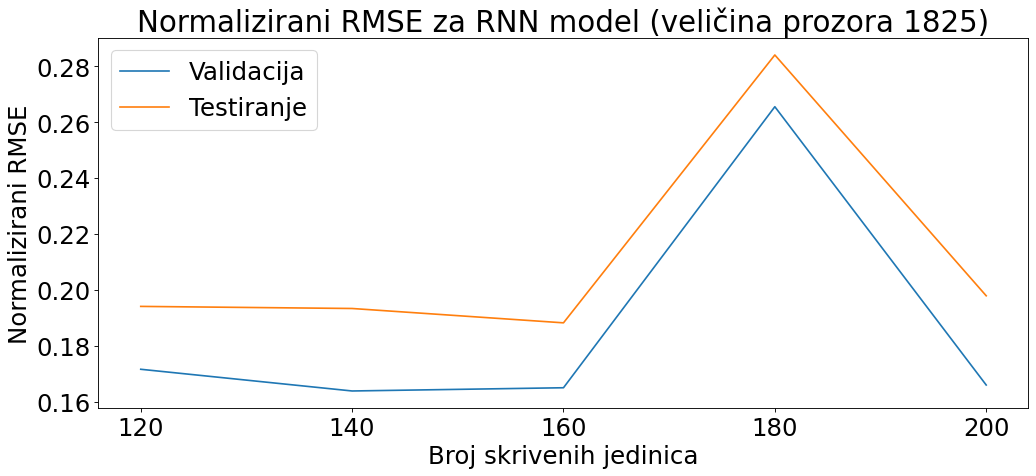 Normalizirani RMSE za RNN model (veličina prozora 1825)
Validacija
Testiranje
Normalizirani RMSE
0.28
0.26
0.24
0.22
0.20
0.18
0.16
120 140 160 180 200
Broj skrivenih jedinica